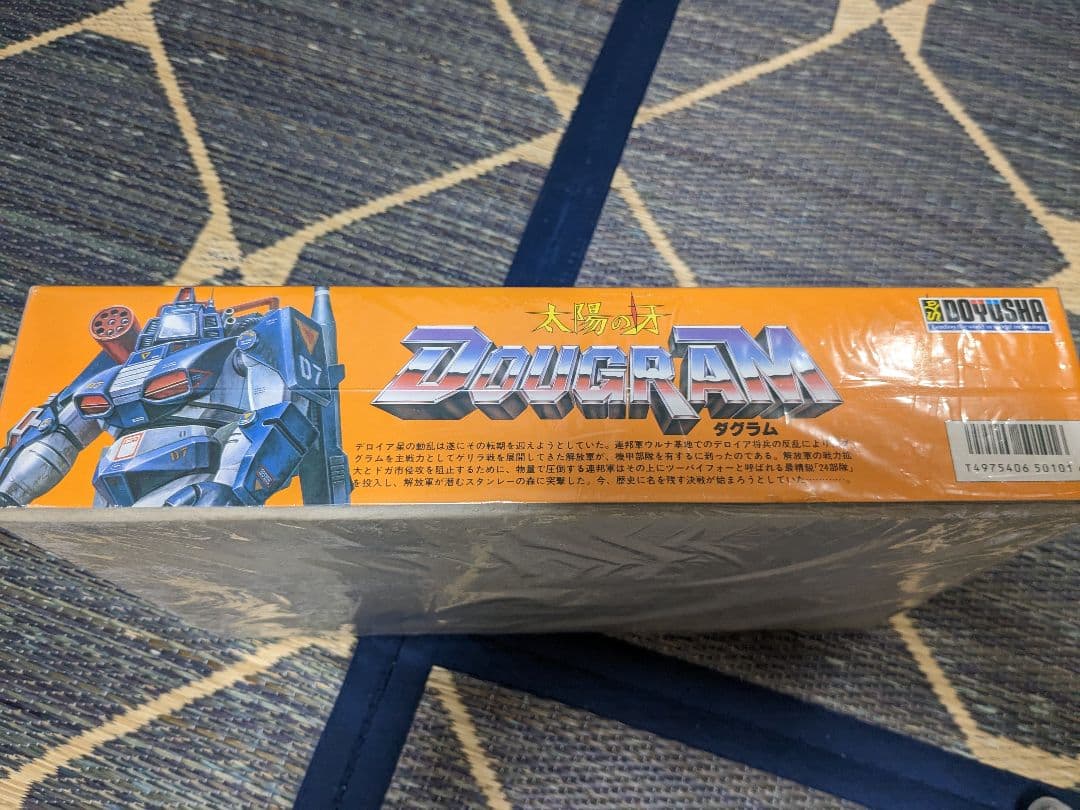 太陽の牙
DOUGRAM
ダグラム
DOYUSHA
デロイア星の動乱は遂にその転期を迎えようとしていた。連邦軍ウルナ基地でのデロイア将兵の反乱により
グラムを主戦力としてゲリラ戦を展開してきた解放軍が、機甲部隊を有するに到ったのである。解放軍の戦力拡
大とドガ市侵攻を阻止するために、物量で圧倒する連邦軍はその上にツーバイフォーと呼ばれる最精鋭「24部隊」
を投入し、解放軍が潜むスタンレーの森に突撃した。今、歴史に名を残す決戦が始まろうとしていた…………。
T4975406 50101
D7
D7